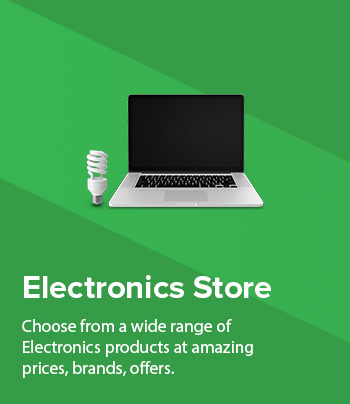 Electronics Store
Choose from a wide range of
Electronics products at amazing
prices, brands, offers.